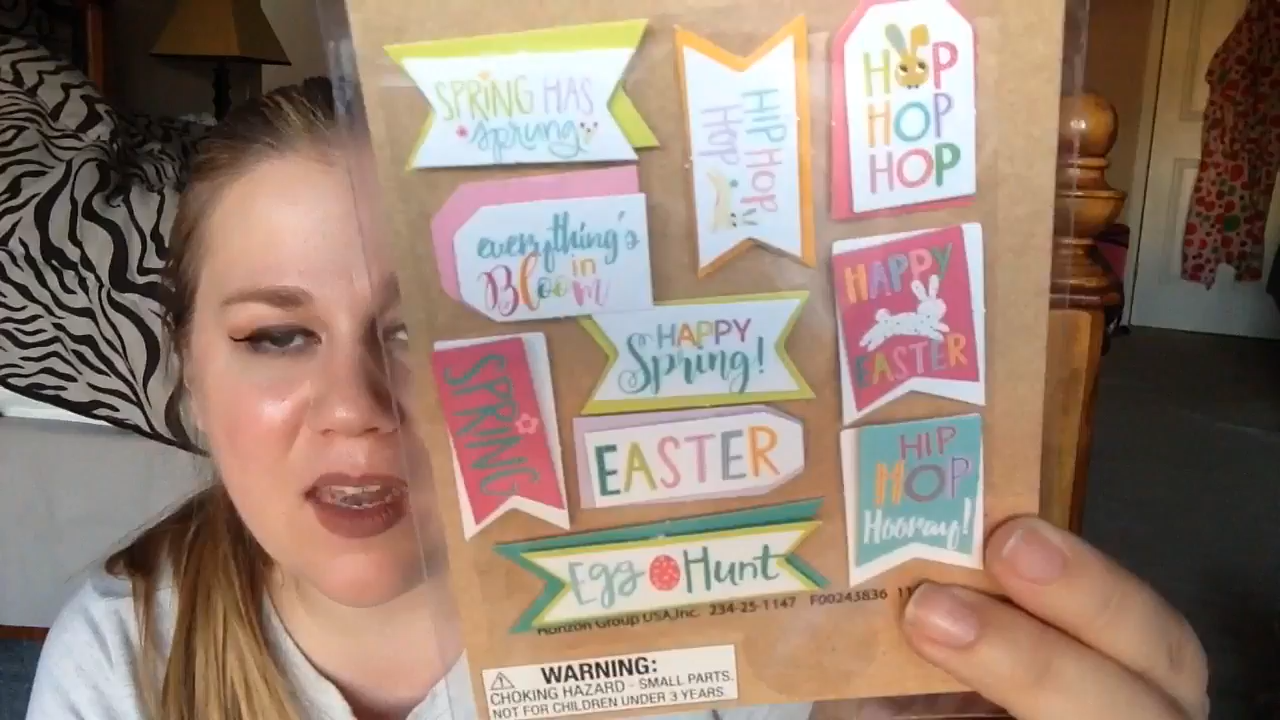 SPRING HAS
sprung
HIP HOP
Hop
HOP
HOP
HOP
everything's
in
Bloom
HAPPY
EASTER
HAPPY
Spring!
SPRING
EASTER
HIP
HOP
Hooray!
Egg Hunt
Horizon Group USA,Inc. 234-25-1147 F00243836
WARNING:
CHOKING HAZARD - SMALL PARTS.
NOT FOR CHILDREN UNDER 3 YEARS.